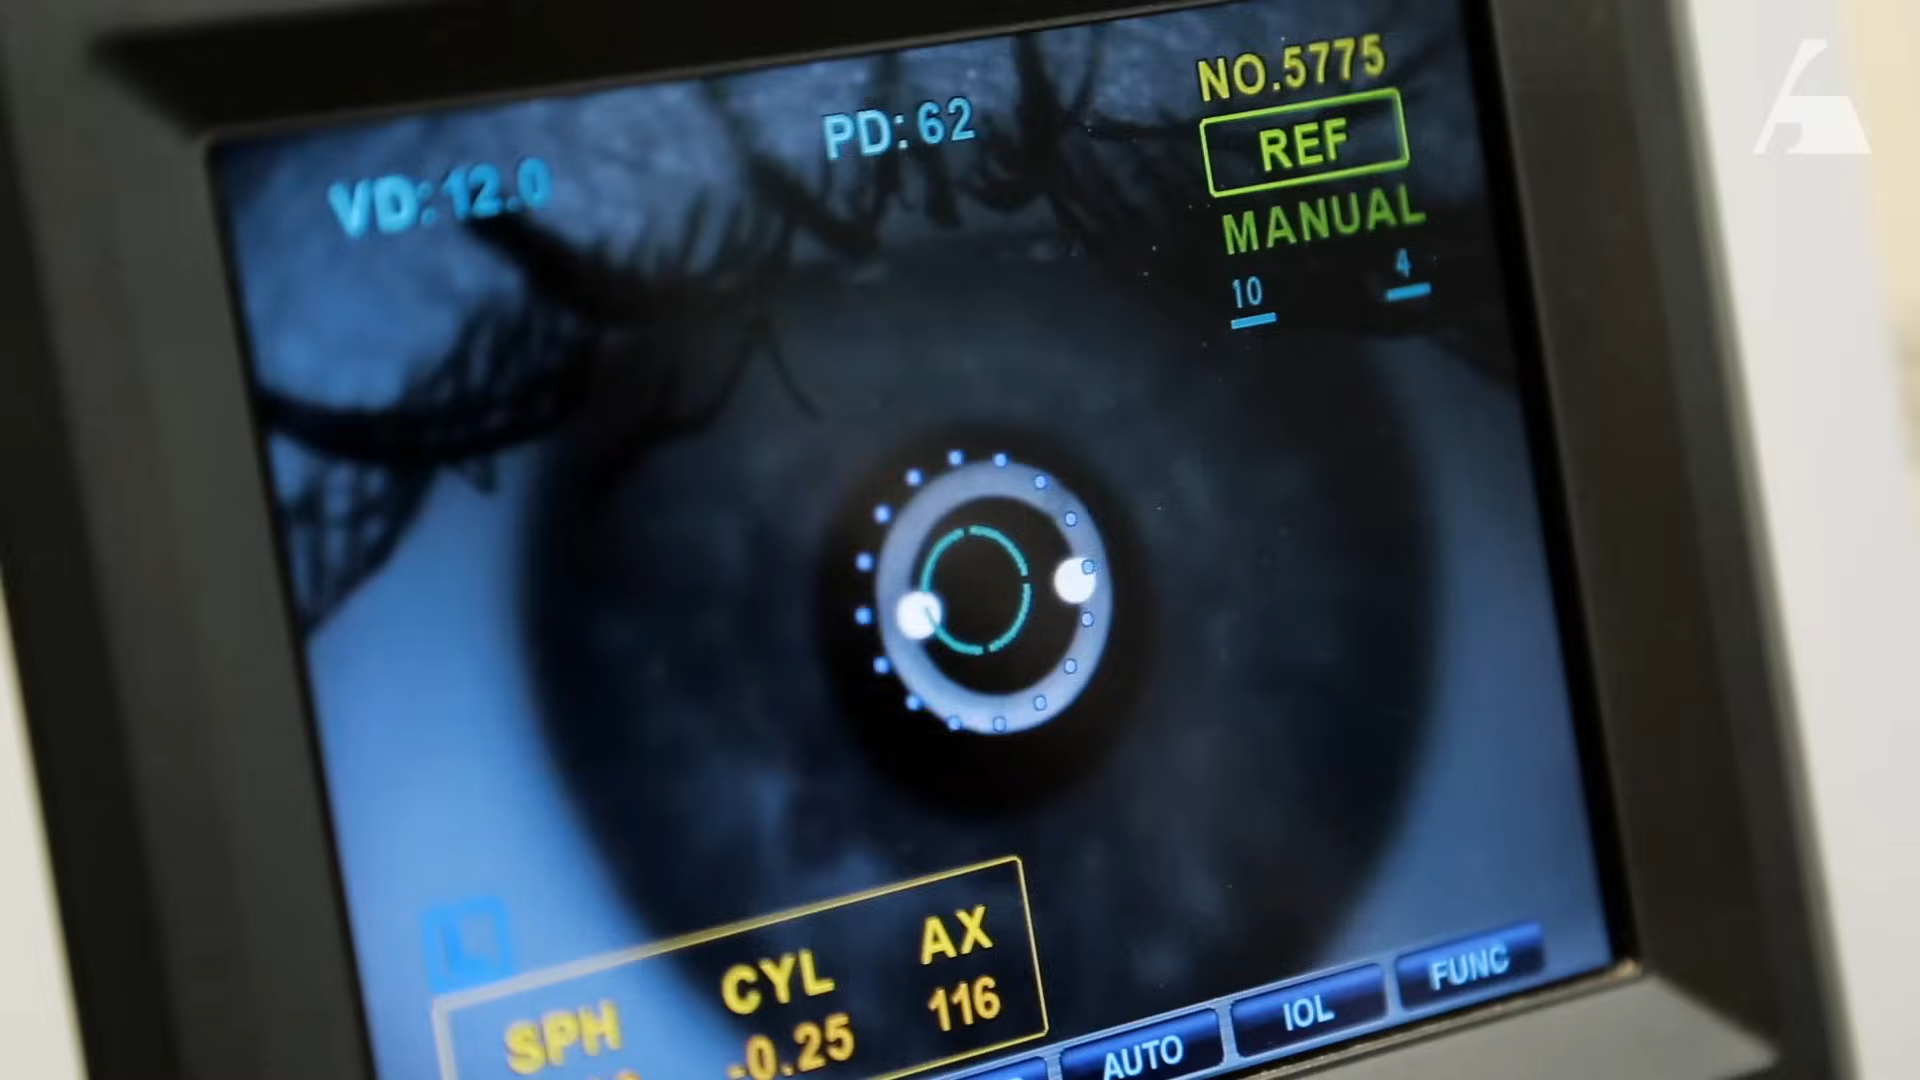 NO.5775
VD:12.0 PD:62
REF
MANUAL
10 4
L
SPH CYL AX
-0.25 116
AUTO IOL FUNC